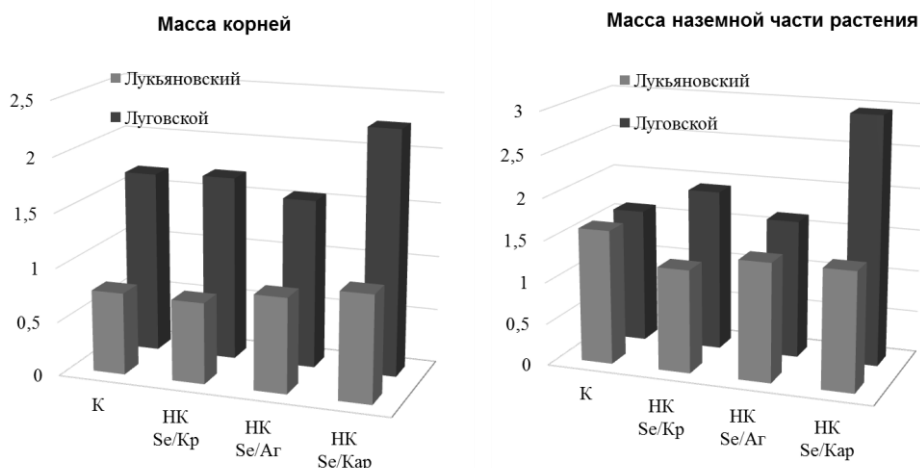 Масса корней
Лукьяновский
Луговской
2,5
2
1,5
1
0,5
0
К
НК
Se/Кр
НК
Se/Аг
НК
Se/Кар
Масса наземной части растения
Лукьяновский
Луговской
3
2,5
2
1,5
1
0,5
0
К
НК
Se/Кр
НК
Se/Аг
НК
Se/Кар